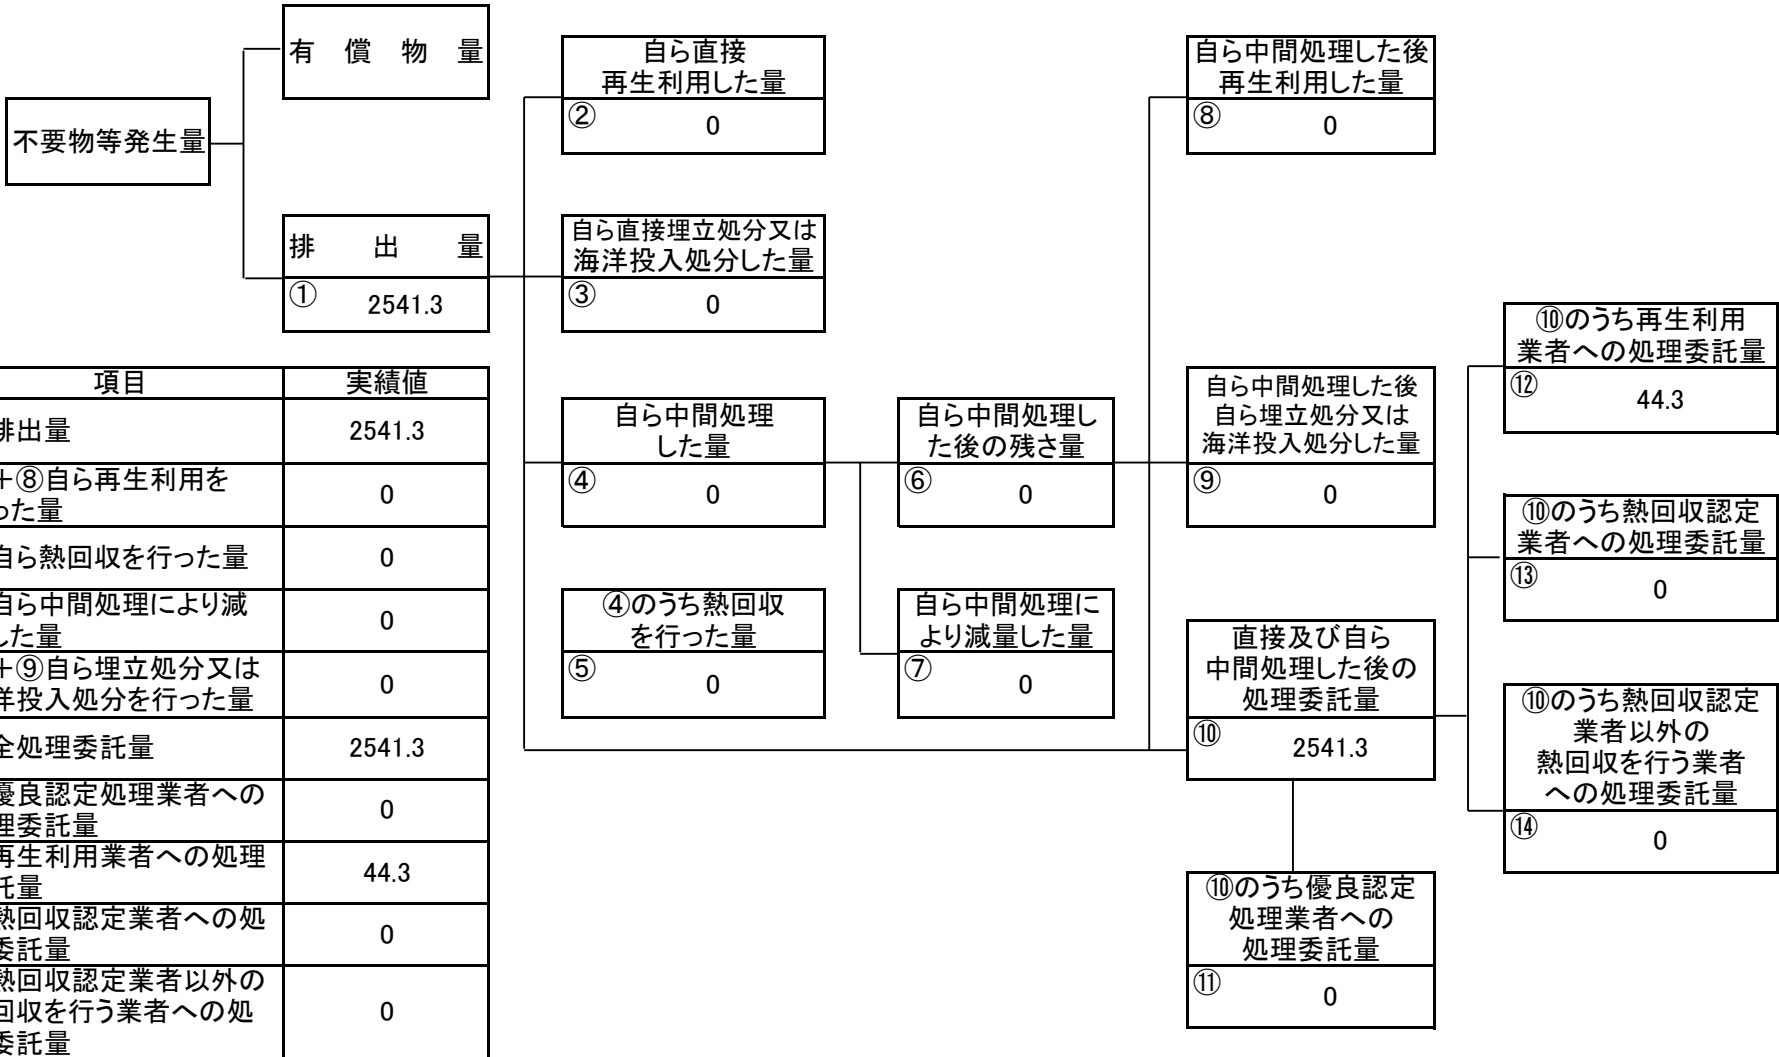 有償物量
不要物等発生量
排出量
① 2541.3
自ら直接
再生利用した量
② 0
自ら直接埋立処分又は
海洋投入処分した量
③ 0
自ら中間処理
した量
④ 0
④のうち熱回収
を行った量
⑤ 0
自ら中間処理し
た後の残さ量
⑥ 0
自ら中間処理に
より減量した量
⑦ 0
自ら中間処理した後
再生利用した量
⑧ 0
自ら中間処理した後
自ら埋立処分又は
海洋投入処分した量
⑨ 0
直接及び自ら
中間処理した後の
処理委託量
⑩ 2541.3
⑩のうち優良認定
処理業者への
処理委託量
⑪ 0
⑩のうち再生利用
業者への処理委託量
⑫ 44.3
⑩のうち熱回収認定
業者への処理委託量
⑬ 0
⑩のうち熱回収認定
業者以外の
熱回収を行う業者
への処理委託量
⑭ 0
項目 実績値
排出量 2541.3
+⑧自ら再生利用を
った量 0
自ら熱回収を行った量 0
自ら中間処理により減
した量 0
+⑨自ら埋立処分又は
洋投入処分を行った量 0
全処理委託量 2541.3
優良認定処理業者への
理委託量 0
再生利用業者への処理
託量 44.3
熱回収認定業者への処
委託量 0
熱回収認定業者以外の
回収を行う業者への処
委託量 0